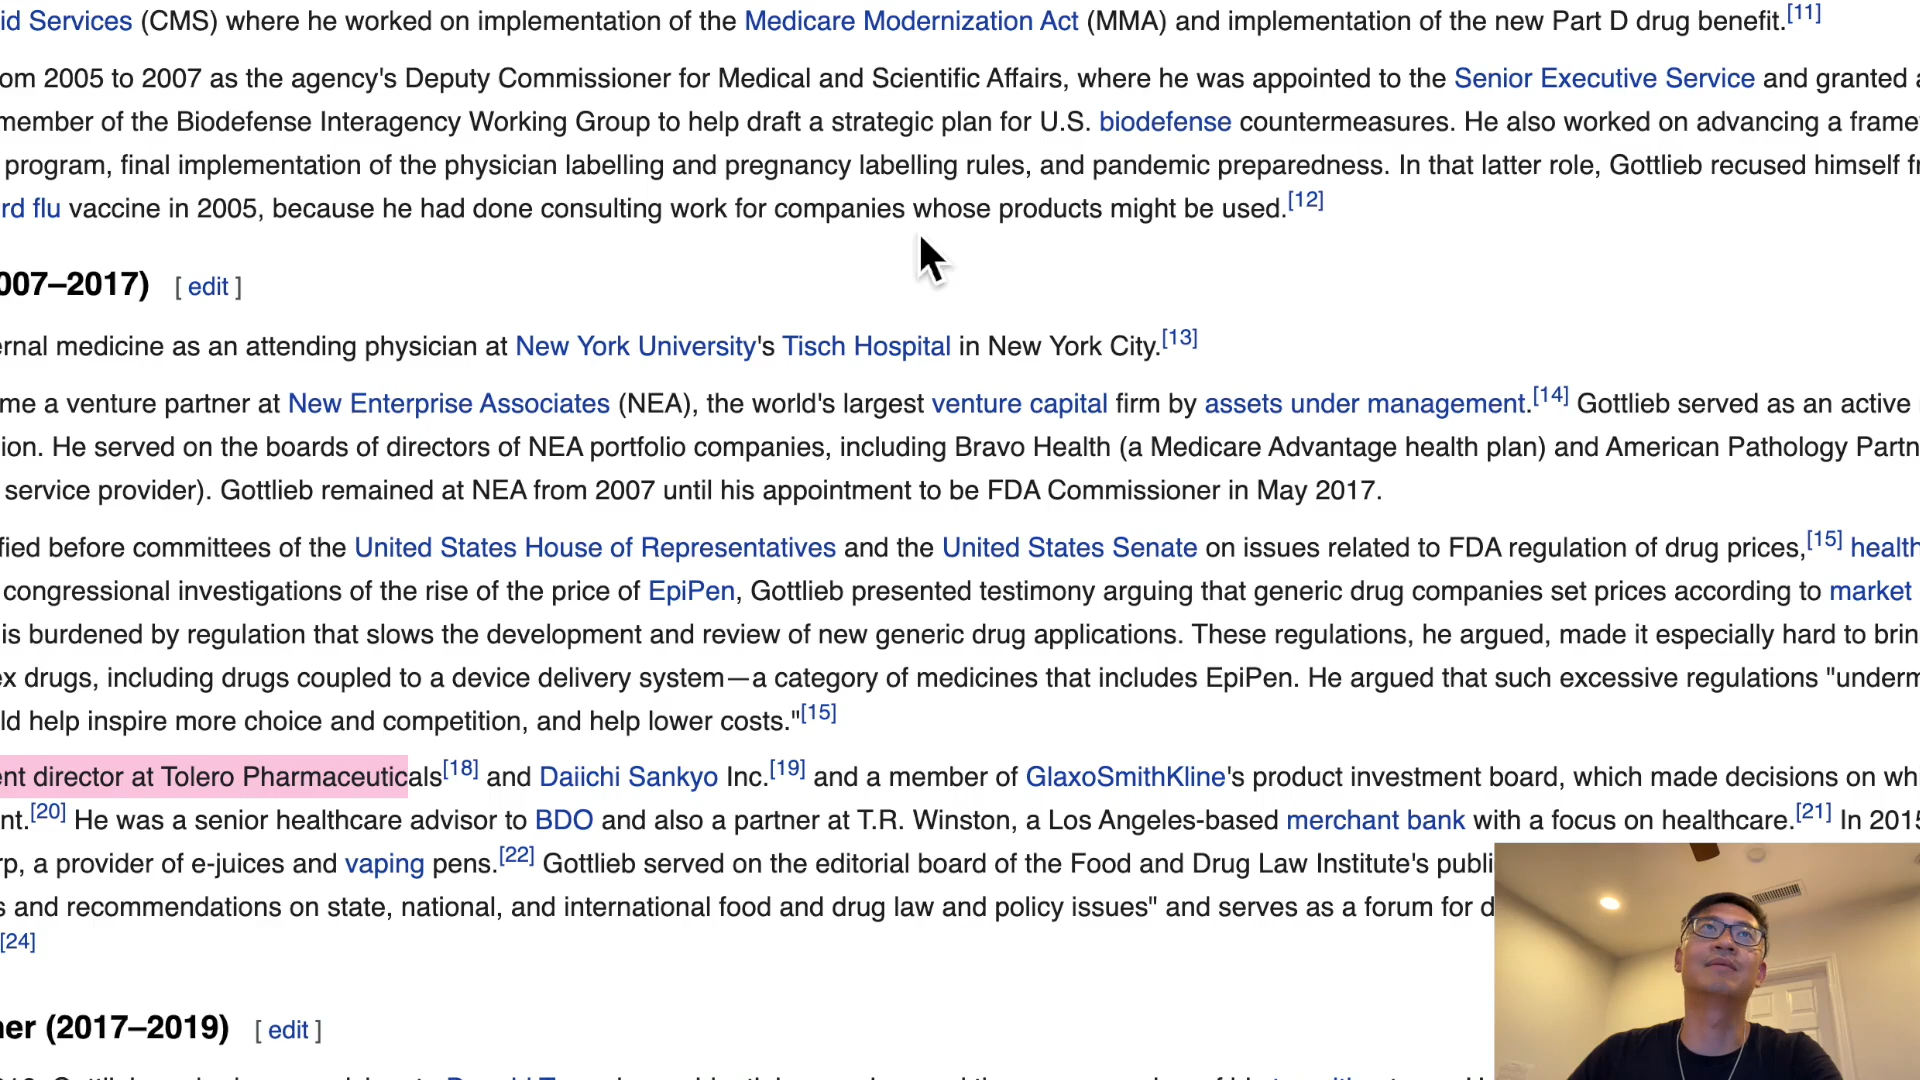 id Services (CMS) where he worked on implementation of the Medicare Modernization Act (MMA) and implementation of the new Part D drug benefit.[11]
om 2005 to 2007 as the agency's Deputy Commissioner for Medical and Scientific Affairs, where he was appointed to the Senior Executive Service and granted a
member of the Biodefense Interagency Working Group to help draft a strategic plan for U.S. biodefense countermeasures. He also worked on advancing a frame
program, final implementation of the physician labelling and pregnancy labelling rules, and pandemic preparedness. In that latter role, Gottlieb recused himself fr
rd flu vaccine in 2005, because he had done consulting work for companies whose products might be used.[12]
007–2017) [ edit ]
ernal medicine as an attending physician at New York University's Tisch Hospital in New York City.[13]
me a venture partner at New Enterprise Associates (NEA), the world's largest venture capital firm by assets under management.[14] Gottlieb served as an active
ion. He served on the boards of directors of NEA portfolio companies, including Bravo Health (a Medicare Advantage health plan) and American Pathology Partn
service provider). Gottlieb remained at NEA from 2007 until his appointment to be FDA Commissioner in May 2017.
fied before committees of the United States House of Representatives and the United States Senate on issues related to FDA regulation of drug prices,[15] health
congressional investigations of the rise of the price of EpiPen, Gottlieb presented testimony arguing that generic drug companies set prices according to market
is burdened by regulation that slows the development and review of new generic drug applications. These regulations, he argued, made it especially hard to brin
ex drugs, including drugs coupled to a device delivery system—a category of medicines that includes EpiPen. He argued that such excessive regulations "underm
ld help inspire more choice and competition, and help lower costs."[15]
ent director at Tolero Pharmaceuticals[18] and Daiichi Sankyo Inc.[19] and a member of GlaxoSmithKline's product investment board, which made decisions on wh
nt.[20] He was a senior healthcare advisor to BDO and also a partner at T.R. Winston, a Los Angeles-based merchant bank with a focus on healthcare.[21] In 2015
rp, a provider of e-juices and vaping pens.[22] Gottlieb served on the editorial board of the Food and Drug Law Institute's publi
s and recommendations on state, national, and international food and drug law and policy issues" and serves as a forum for d
[24]
ner (2017–2019) [ edit ]